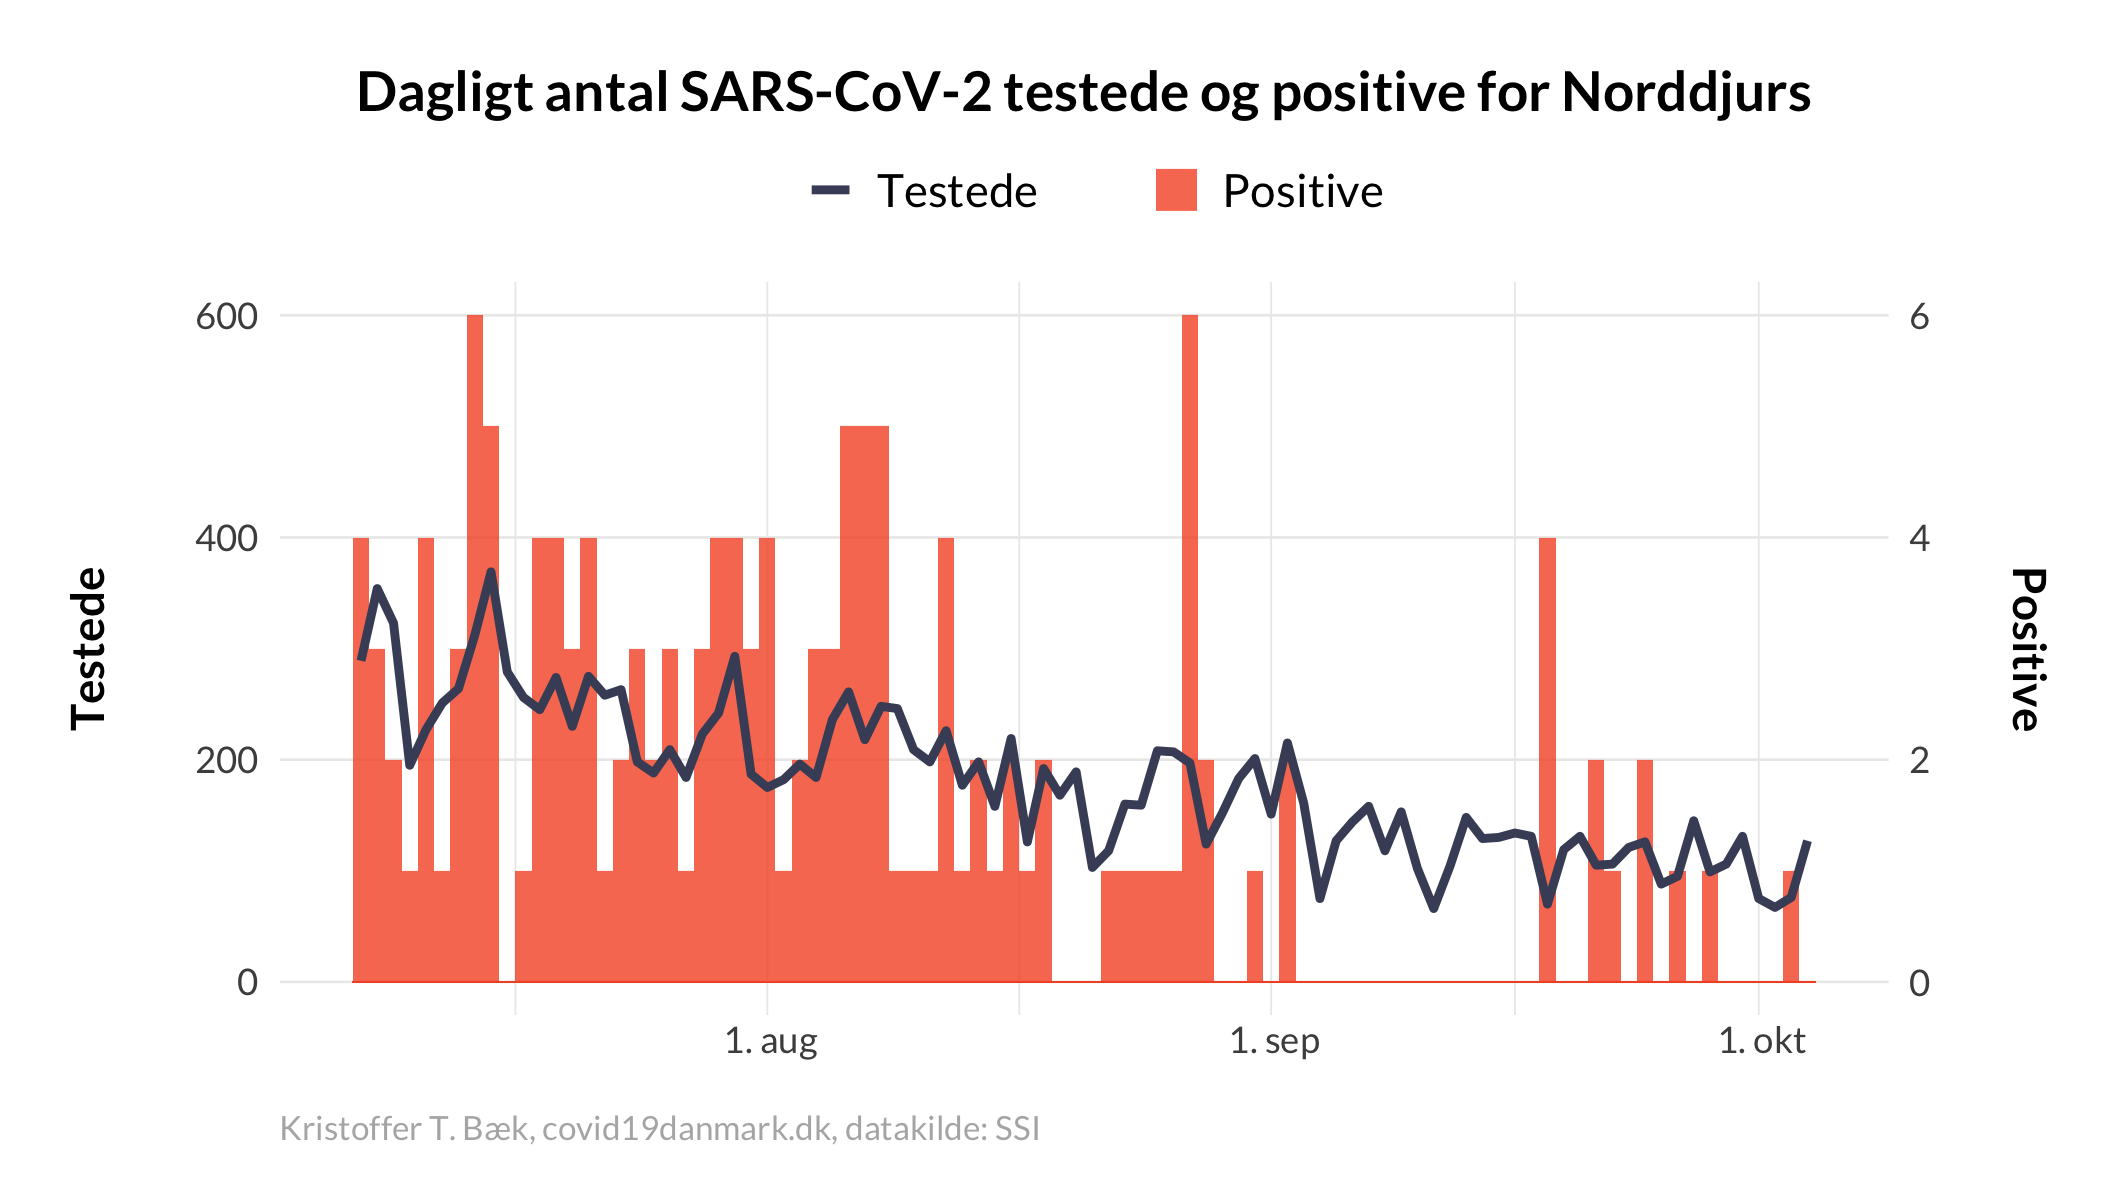 Dagligt antal SARS-CoV-2 testede og positive for Norddjurs
Testede
Positive
600
400
200
0
6
4
2
0
Testede
Positive
1. aug
1. sep
1. okt
Kristoffer T. Bæk, covid19danmark.dk, datakilde: SSI